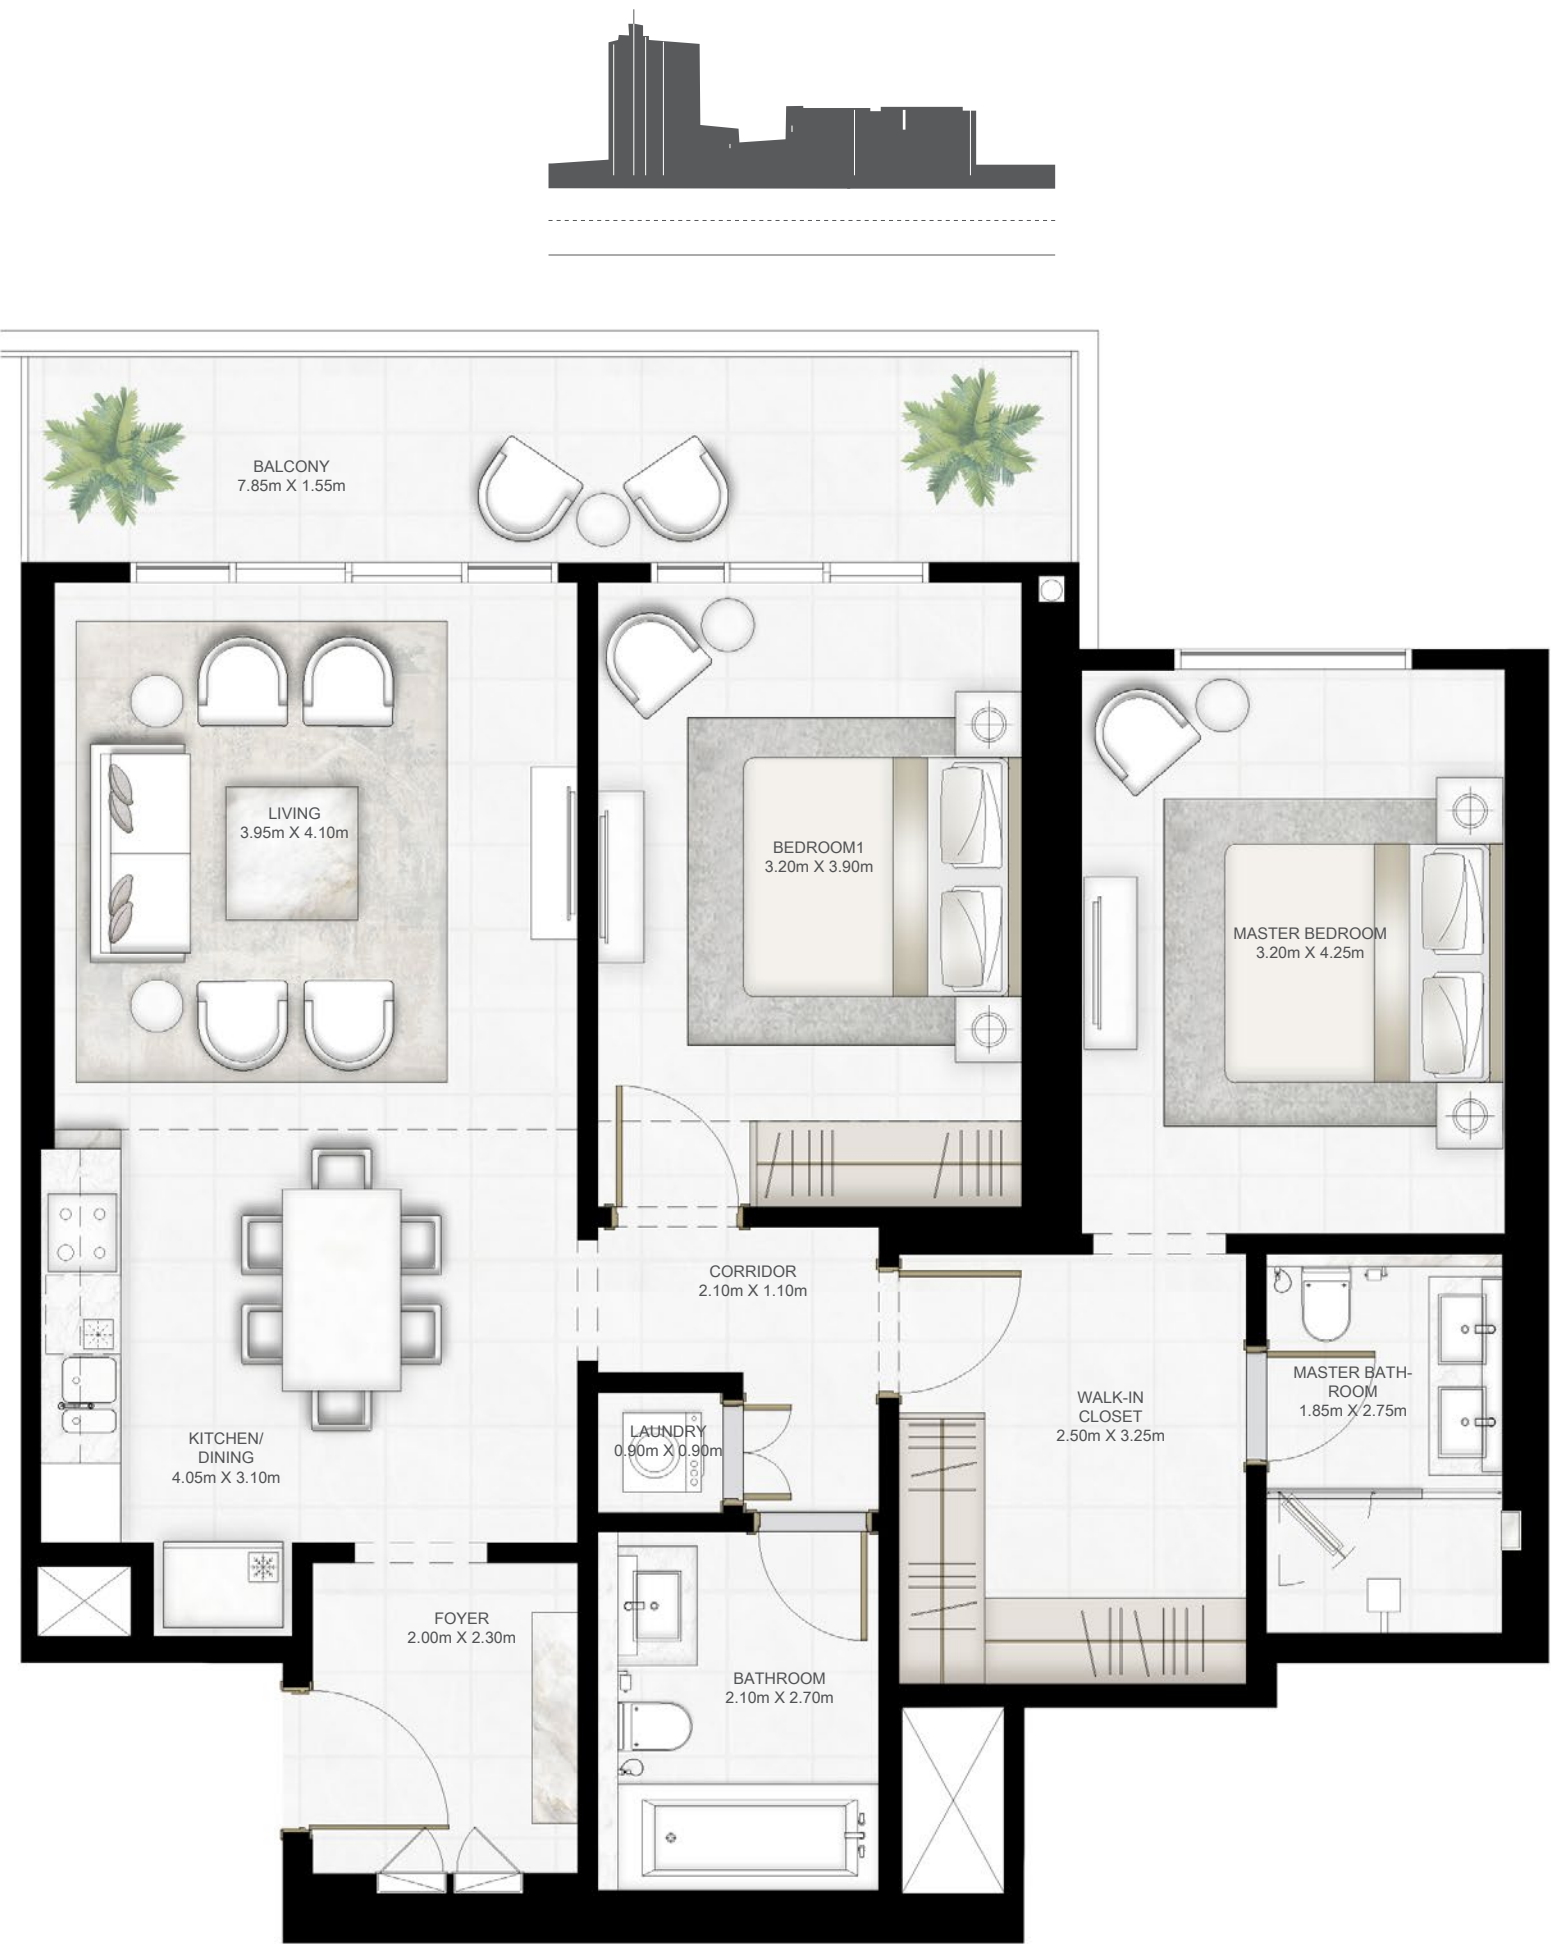 BALCONY
7.85m X 1.55m
LIVING
3.95m X 4.10m
BEDROOM1
3.20m X 3.90m
MASTER BEDROOM
3.20m X 4.25m
CORRIDOR
2.10m X 1.10m
MASTER BATH-
ROOM
1.85m X 2.75m
WALK-IN
CLOSET
2.50m X 3.25m
LAUNDRY
0.90m X 0.90m
KITCHEN/
DINING
4.05m X 3.10m
FOYER
2.00m X 2.30m
BATHROOM
2.10m X 2.70m